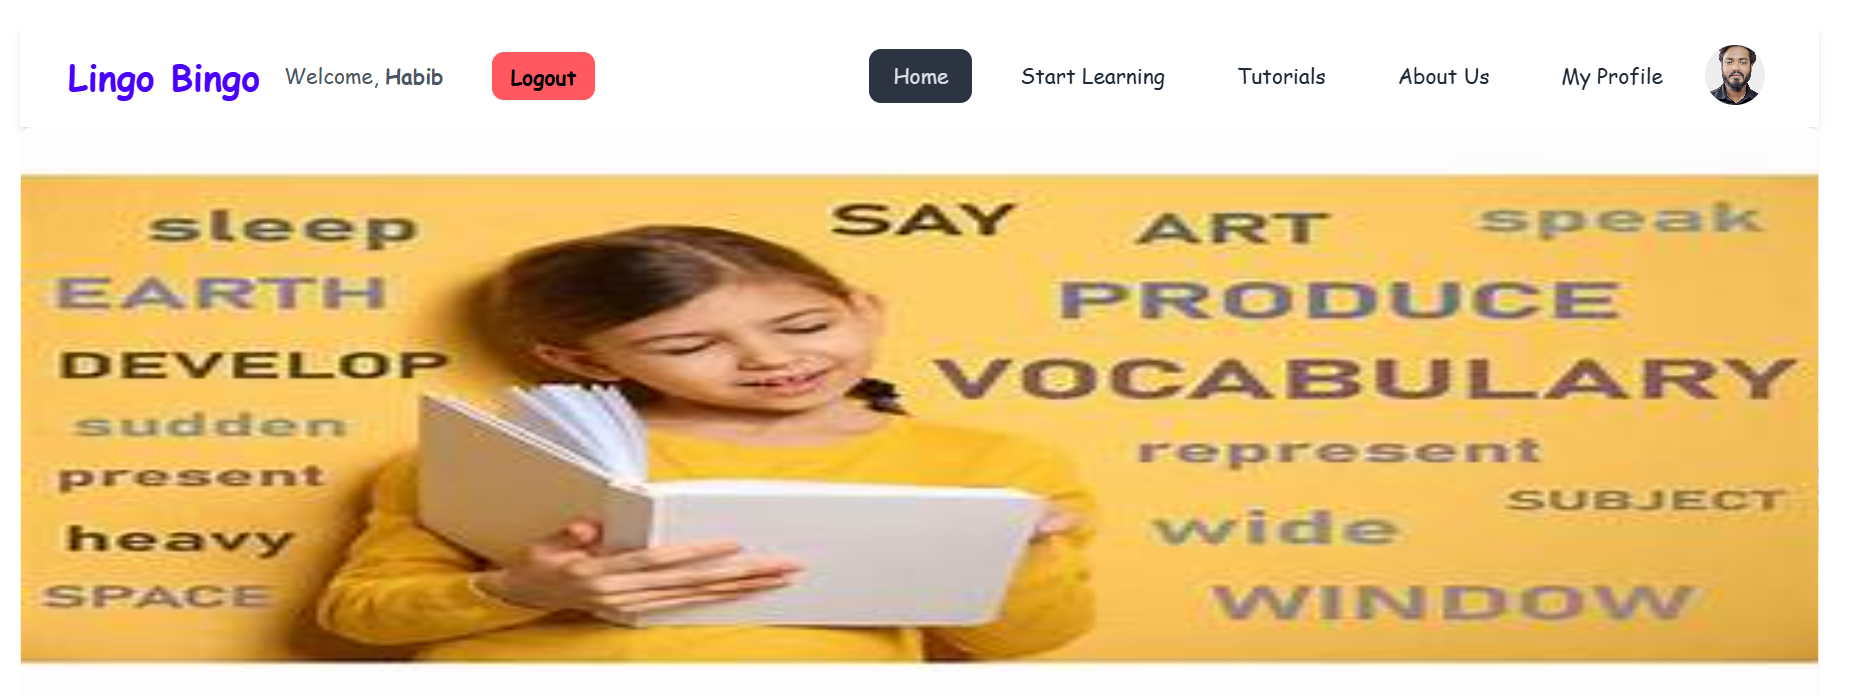 Lingo Bingo Welcome, Habib Logout Home Start Learning Tutorials About Us My Profile
sleep
EARTH
DEVELOP
sudden
present
heavy
SPACE
SAY ART speak
PRODUCE
VOCABULARY
represent
SUBJECT
wide
WINDOW